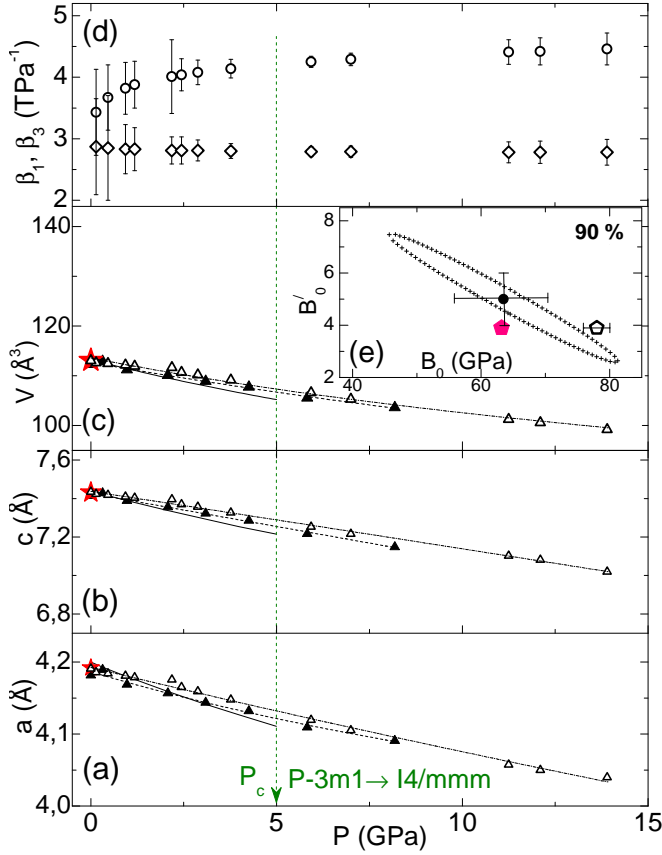 (d)
β₁, β₃ (TPa⁻¹)
5
4
3
2
V (Å³)
120
110
100
(c)
B₀′
8
6
4
2
90 %
(e)
B₀ (GPa)
40
60
80
c (Å)
7,6
7,2
6,8
(b)
a (Å)
4,2
4,1
4,0
(a)
P_c
P-3m1→ I4/mmm
0
5
10
15
P (GPa)